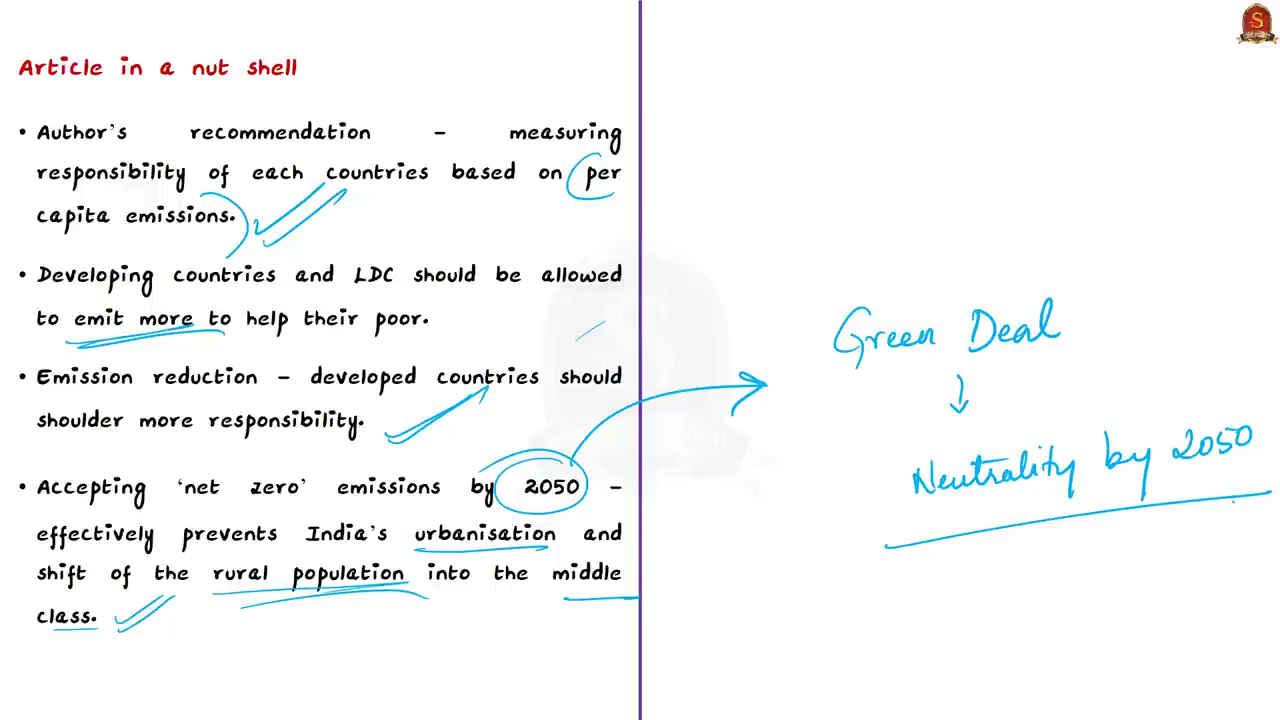 Article in a nut shell
• Author's recommendation – measuring
responsibility of each countries based on per
capita emissions.
• Developing countries and LDC should be allowed
to emit more to help their poor.
• Emission reduction – developed countries should
shoulder more responsibility.
• Accepting 'net zero' emissions by 2050 –
effectively prevents India's urbanisation and
shift of the rural population into the middle
class.
Green Deal
Neutrality by 2050